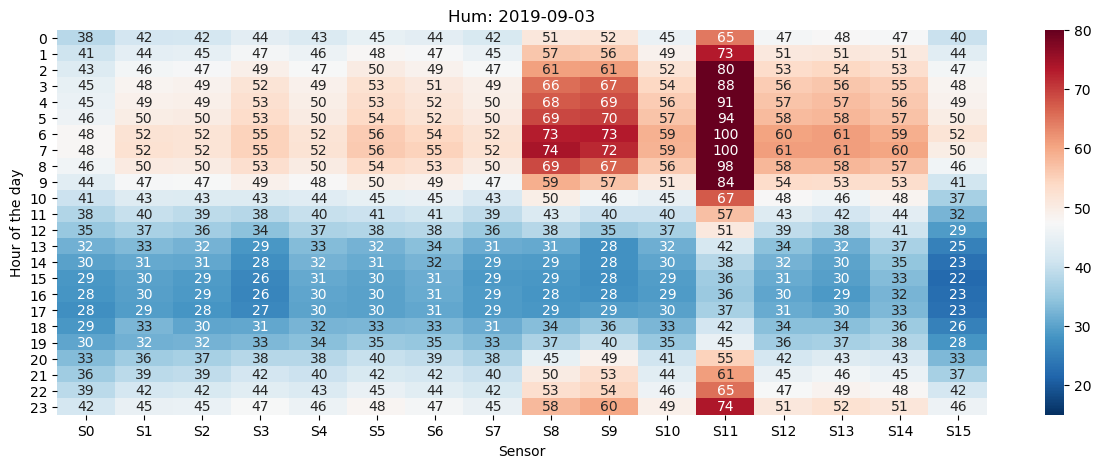 Hum: 2019-09-03
0 38 42 42 44 43 45 44 42 51 52 45 65 47 48 47 40
1 41 44 45 47 46 48 47 45 57 56 49 73 51 51 51 44
2 43 46 47 49 47 50 49 47 61 61 52 80 53 54 53 47
3 45 48 49 52 49 53 51 49 66 67 54 88 56 56 55 48
4 45 49 49 53 50 53 52 50 68 69 56 91 57 57 56 49
5 46 50 50 53 50 54 52 50 69 70 57 94 58 58 57 50
6 48 52 52 55 52 56 54 52 73 73 59 100 60 61 59 52
7 48 52 52 55 52 56 55 52 74 72 59 100 61 61 60 50
8 46 50 50 53 50 54 53 50 69 67 56 98 58 58 57 46
9 44 47 47 49 48 50 49 47 59 57 51 84 54 53 53 41
10 41 43 43 43 44 45 45 43 50 46 45 67 48 46 48 37
11 38 40 39 38 40 41 41 39 43 40 40 57 43 42 44 32
12 35 37 36 34 37 38 38 36 38 35 37 51 39 38 41 29
13 32 33 32 29 33 32 34 31 31 28 32 42 34 32 37 25
14 30 31 31 28 32 31 32 29 29 28 30 38 32 30 35 23
15 29 30 29 26 31 30 31 29 29 28 29 36 31 30 33 22
16 28 30 29 26 30 30 31 29 28 28 29 36 30 29 32 23
17 28 29 28 27 30 30 31 29 29 29 30 37 31 30 33 23
18 29 33 30 31 32 33 33 31 34 36 33 42 34 34 36 26
19 30 32 32 33 34 35 35 33 37 40 35 45 36 37 38 28
20 33 36 37 38 38 40 39 38 45 49 41 55 42 43 43 33
21 36 39 39 42 40 42 42 40 50 53 44 61 45 46 45 37
22 39 42 42 44 43 45 44 42 53 54 46 65 47 49 48 42
23 42 45 45 47 46 48 47 45 58 60 49 74 51 52 51 46
S0 S1 S2 S3 S4 S5 S6 S7 S8 S9 S10 S11 S12 S13 S14 S15
Sensor
Hour of the day
80
70
60
50
40
30
20